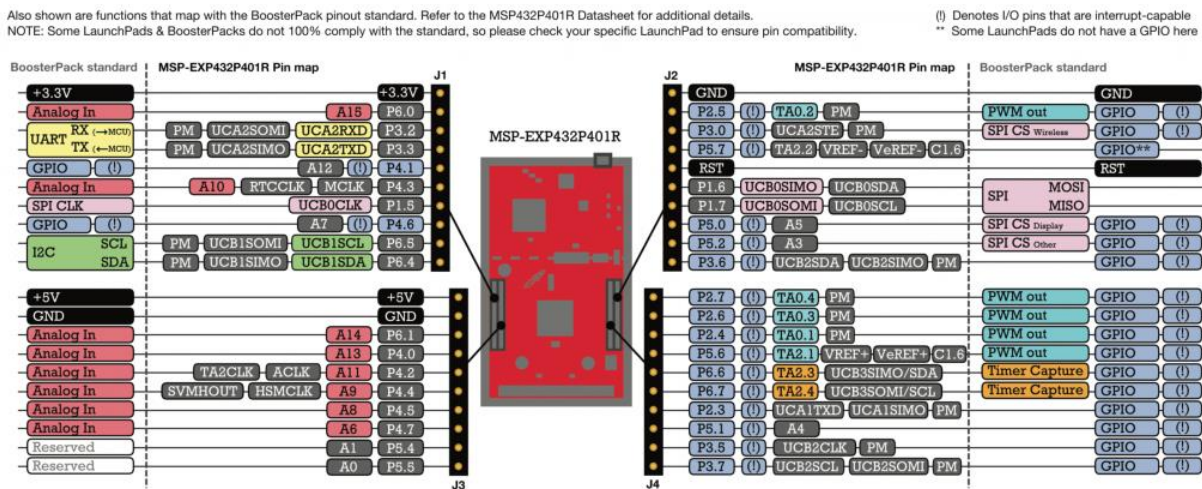 Also shown are functions that map with the BoosterPack pinout standard. Refer to the MSP432P401R Datasheet for additional details.
NOTE: Some LaunchPads & BoosterPacks do not 100% comply with the standard, so please check your specific LaunchPad to ensure pin compatibility.
(!) Denotes I/O pins that are interrupt-capable
** Some LaunchPads do not have a GPIO here
BoosterPack standard MSP-EXP432P401R Pin map
J1
+3.3V +3.3V
Analog In A15 P6.0
UART RX (→MCU) PM UCA2SOMI UCA2RXD P3.2
TX (←MCU) PM UCA2SIMO UCA2TXD P3.3
GPIO (!) A12 (!) P4.1
Analog In A10 RTCCLK MCLK P4.3
SPI CLK UCB0CLK P1.5
GPIO (!) A7 (!) P4.6
I2C SCL PM UCB1SOMI UCB1SCL P6.5
SDA PM UCB1SIMO UCB1SDA P6.4
+5V +5V
GND GND
Analog In A14 P6.1
Analog In A13 P4.0
Analog In TA2CLK ACLK A11 P4.2
Analog In SVMHOUT HSMCLK A9 P4.4
Analog In A8 P4.5
Analog In A6 P4.7
Reserved A1 P5.4
Reserved A0 P5.5
J3
MSP-EXP432P401R
J2
MSP-EXP432P401R Pin map BoosterPack standard
GND GND
P2.5 (!) TA0.2 PM PWM out GPIO (!)
P3.0 (!) UCA2STE PM SPI CS Wireless GPIO (!)
P5.7 (!) TA2.2 VREF- VeREF- C1.6 GPIO**
RST RST
P1.6 UCB0SIMO UCB0SDA SPI MOSI
P1.7 UCB0SOMI UCB0SCL MISO
P5.0 (!) A5 SPI CS Display GPIO (!)
P5.2 (!) A3 SPI CS Other GPIO (!)
P3.6 (!) UCB2SDA UCB2SIMO PM GPIO (!)
P2.7 (!) TA0.4 PM PWM out GPIO (!)
P2.6 (!) TA0.3 PM PWM out GPIO (!)
P2.4 (!) TA0.1 PM PWM out GPIO (!)
P5.6 (!) TA2.1 VREF+ VeREF+ C1.6 PWM out GPIO (!)
P6.6 (!) TA2.3 UCB3SIMO/SDA Timer Capture GPIO (!)
P6.7 (!) TA2.4 UCB3SOMI/SCL Timer Capture GPIO (!)
P2.3 (!) UCA1TXD UCA1SIMO PM GPIO (!)
P5.1 (!) A4 GPIO (!)
P3.5 (!) UCB2CLK PM GPIO (!)
P3.7 (!) UCB2SCL UCB2SOMI PM GPIO (!)
J4